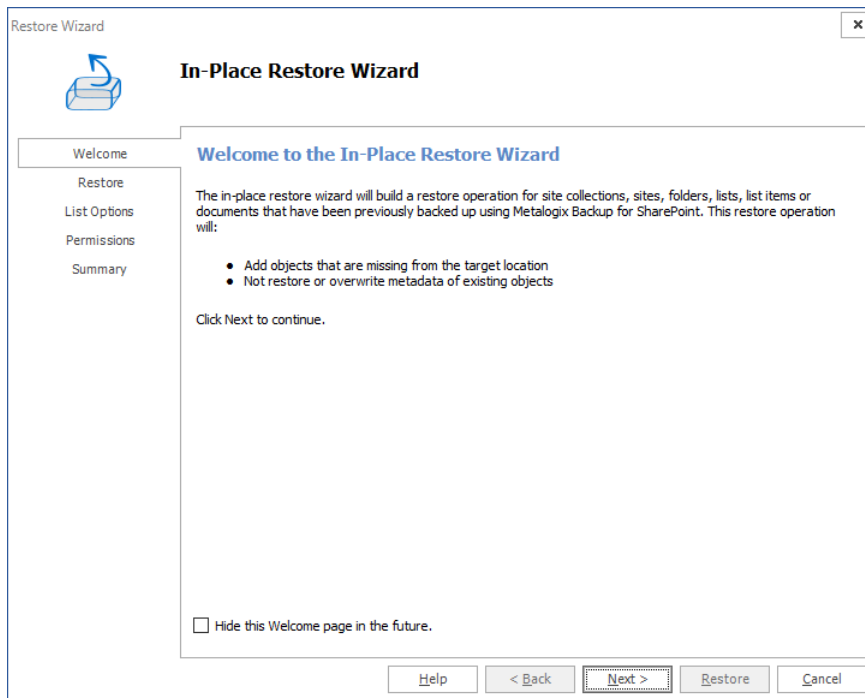 Restore Wizard
In-Place Restore Wizard
Welcome
Restore
List Options
Permissions
Summary
Welcome to the In-Place Restore Wizard
The in-place restore wizard will build a restore operation for site collections, sites, folders, lists, list items or
documents that have been previously backed up using Metalogix Backup for SharePoint. This restore operation
will:
• Add objects that are missing from the target location
• Not restore or overwrite metadata of existing objects
Click Next to continue.
Hide this Welcome page in the future.
Help
< Back
Next >
Restore
Cancel